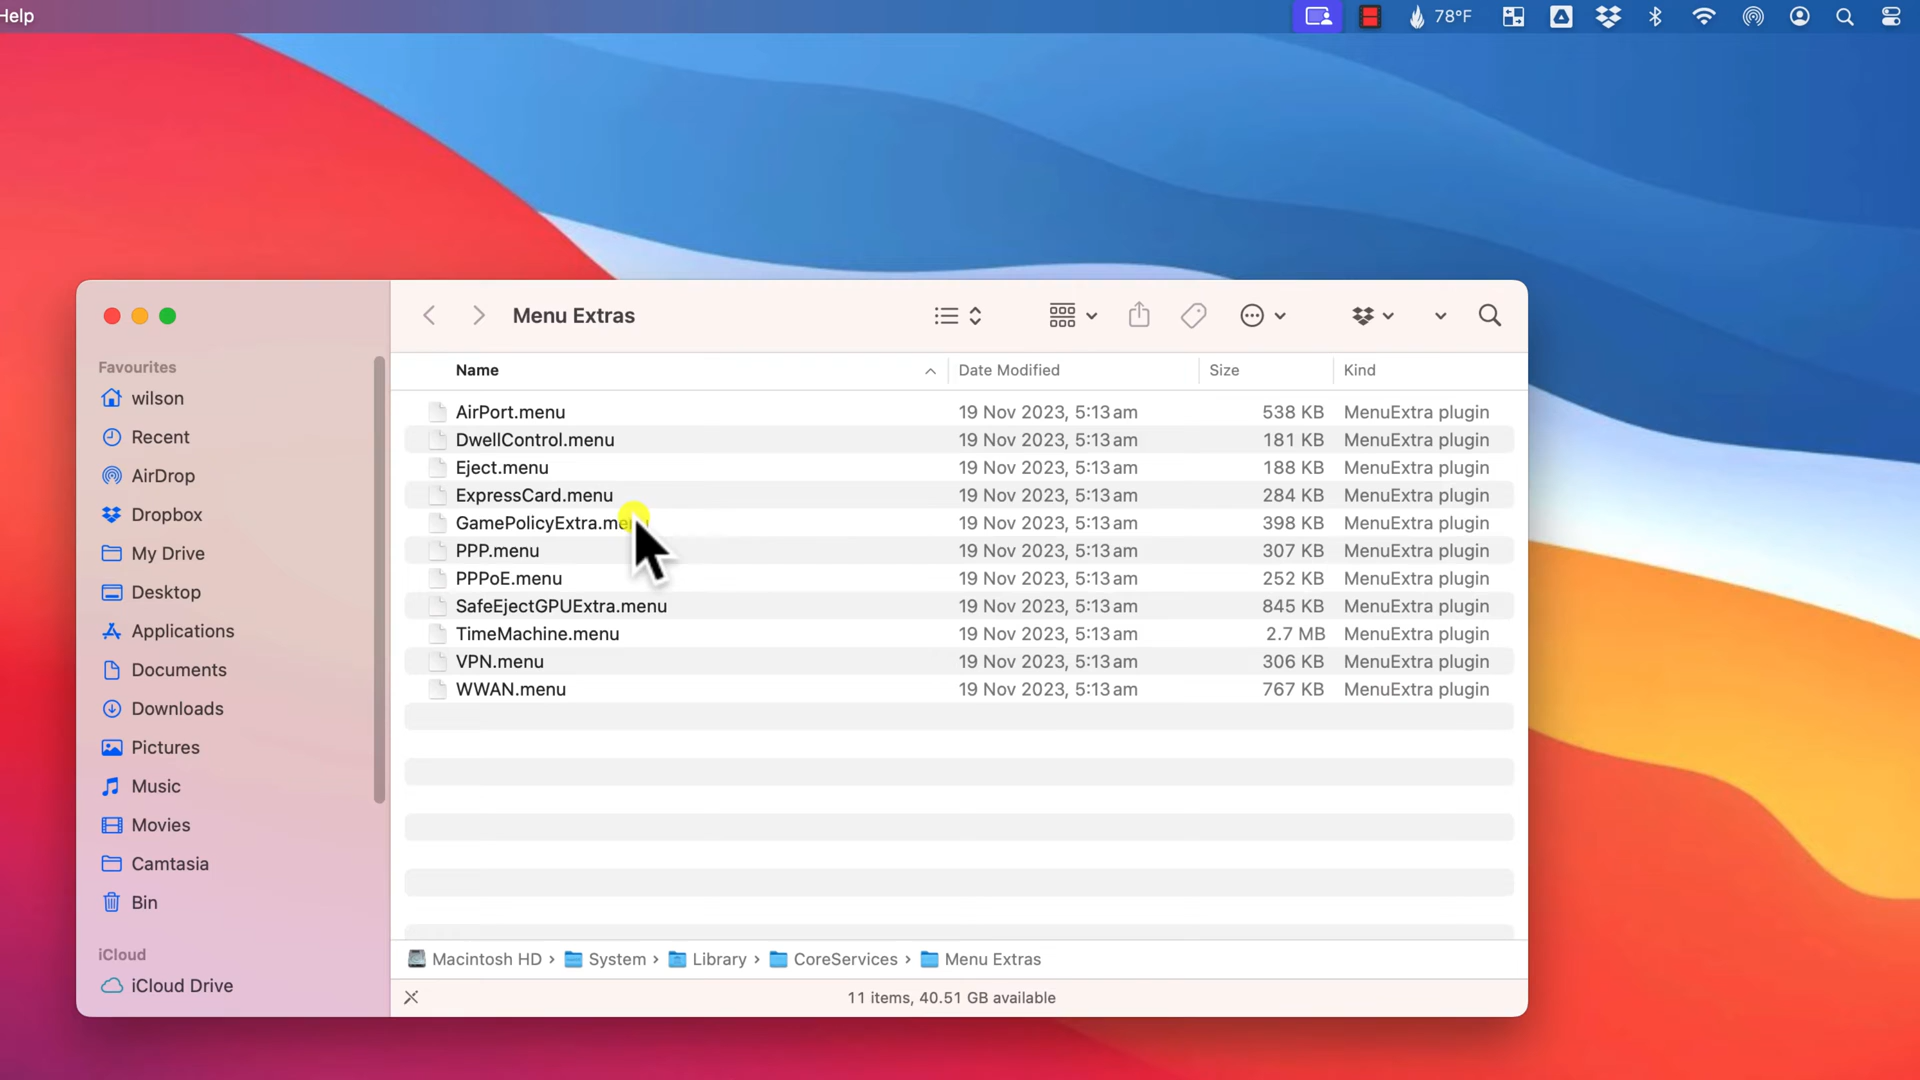 Help 78°F
Menu Extras
Favourites
wilson
Recent
AirDrop
Dropbox
My Drive
Desktop
Applications
Documents
Downloads
Pictures
Music
Movies
Camtasia
Bin
iCloud
iCloud Drive
Name Date Modified Size Kind
AirPort.menu 19 Nov 2023, 5:13 am 538 KB MenuExtra plugin
DwellControl.menu 19 Nov 2023, 5:13 am 181 KB MenuExtra plugin
Eject.menu 19 Nov 2023, 5:13 am 188 KB MenuExtra plugin
ExpressCard.menu 19 Nov 2023, 5:13 am 284 KB MenuExtra plugin
GamePolicyExtra.menu 19 Nov 2023, 5:13 am 398 KB MenuExtra plugin
PPP.menu 19 Nov 2023, 5:13 am 307 KB MenuExtra plugin
PPPoE.menu 19 Nov 2023, 5:13 am 252 KB MenuExtra plugin
SafeEjectGPUExtra.menu 19 Nov 2023, 5:13 am 845 KB MenuExtra plugin
TimeMachine.menu 19 Nov 2023, 5:13 am 2.7 MB MenuExtra plugin
VPN.menu 19 Nov 2023, 5:13 am 306 KB MenuExtra plugin
WWAN.menu 19 Nov 2023, 5:13 am 767 KB MenuExtra plugin
Macintosh HD › System › Library › CoreServices › Menu Extras
11 items, 40.51 GB available